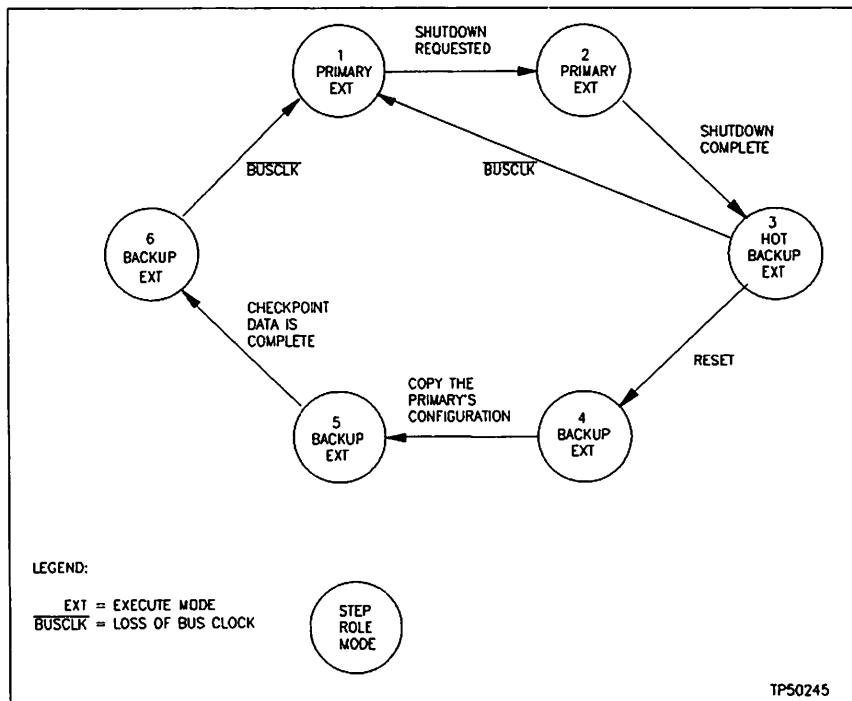 SHUTDOWN
REQUESTED
1
PRIMARY
EXT
2
PRIMARY
EXT
SHUTDOWN
COMPLETE
BUSCLK
BUSCLK
3
HOT
BACKUP
EXT
6
BACKUP
EXT
CHECKPOINT
DATA IS
COMPLETE
RESET
COPY THE
PRIMARY'S
CONFIGURATION
5
BACKUP
EXT
4
BACKUP
EXT
LEGEND:
EXT = EXECUTE MODE
BUSCLK = LOSS OF BUS CLOCK
STEP
ROLE
MODE
TP50245